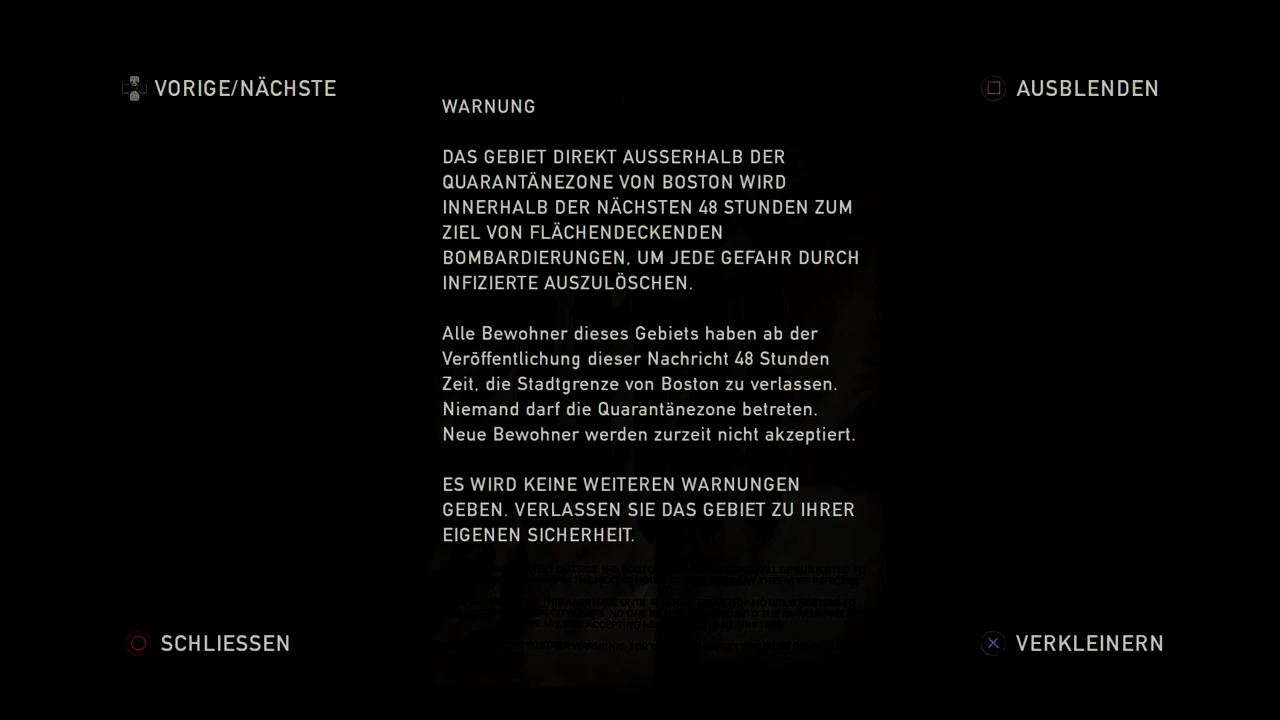 VORIGE/NÄCHSTE
AUSBLENDEN
WARNUNG
DAS GEBIET DIREKT AUSSERHALB DER
QUARANTÄNEZONE VON BOSTON WIRD
INNERHALB DER NÄCHSTEN 48 STUNDEN ZUM
ZIEL VON FLÄCHENDECKENDEN
BOMBARDIERUNGEN, UM JEDE GEFAHR DURCH
INFIZIERTE AUSZULÖSCHEN.
Alle Bewohner dieses Gebiets haben ab der
Veröffentlichung dieser Nachricht 48 Stunden
Zeit, die Stadtgrenze von Boston zu verlassen.
Niemand darf die Quarantänezone betreten.
Neue Bewohner werden zurzeit nicht akzeptiert.
ES WIRD KEINE WEITEREN WARNUNGEN
GEBEN. VERLASSEN SIE DAS GEBIET ZU IHRER
EIGENEN SICHERHEIT.
SCHLIESSEN
VERKLEINERN